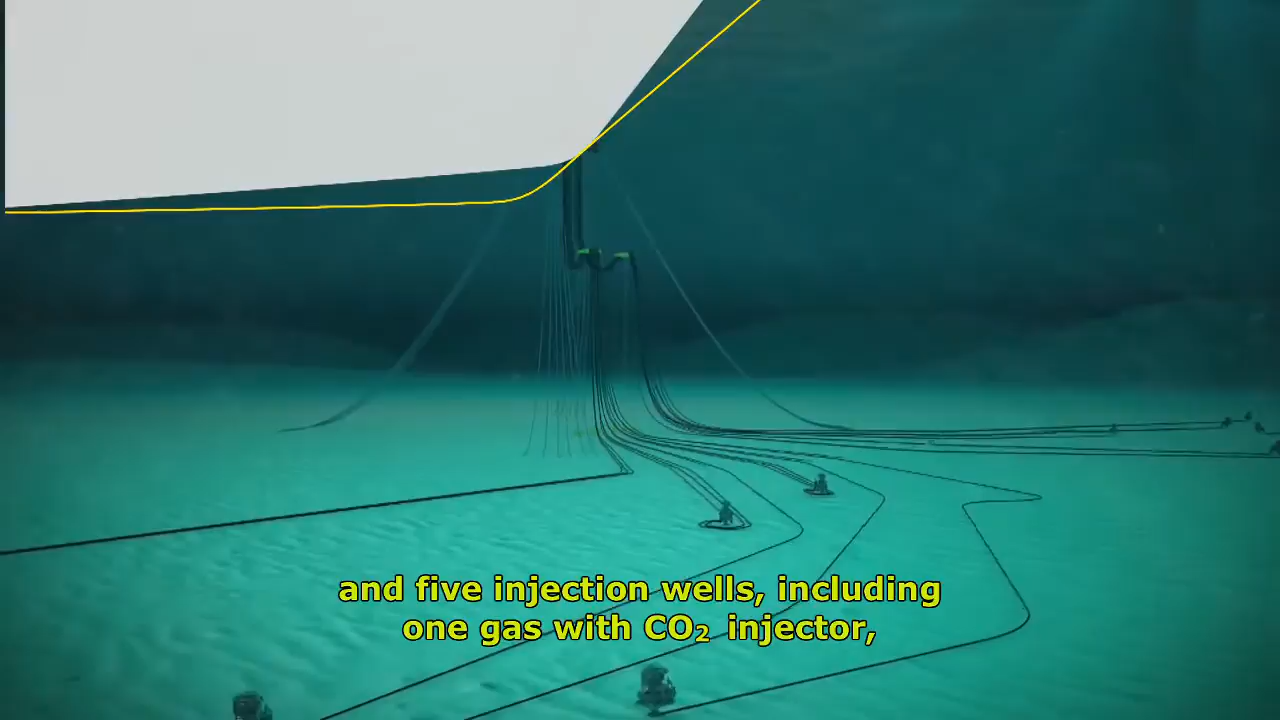 and five injection wells, including
one gas with CO₂ injector,